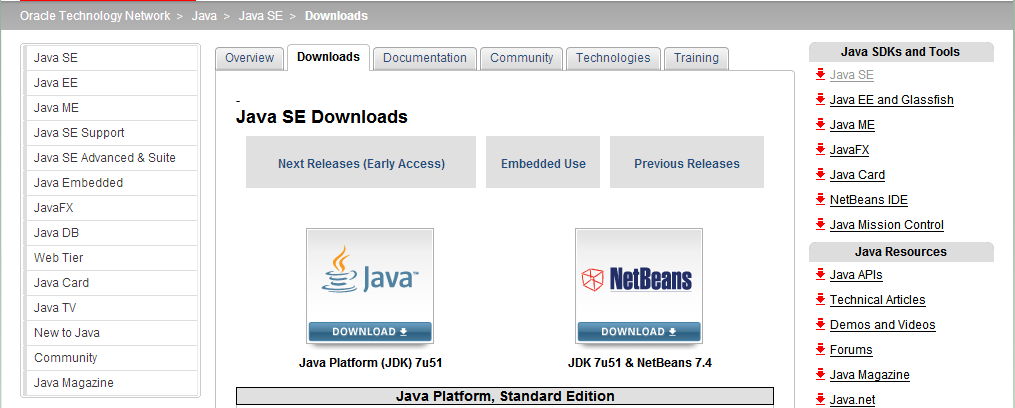 Oracle Technology Network > Java > Java SE > Downloads
Java SE
Java EE
Java ME
Java SE Support
Java SE Advanced & Suite
Java Embedded
JavaFX
Java DB
Web Tier
Java Card
Java TV
New to Java
Community
Java Magazine
Overview Downloads Documentation Community Technologies Training
-
Java SE Downloads
Next Releases (Early Access) Embedded Use Previous Releases
Java™
DOWNLOAD
Java Platform (JDK) 7u51
NetBeans
DOWNLOAD
JDK 7u51 & NetBeans 7.4
Java Platform, Standard Edition
Java SDKs and Tools
Java SE
Java EE and Glassfish
Java ME
JavaFX
Java Card
NetBeans IDE
Java Mission Control
Java Resources
Java APIs
Technical Articles
Demos and Videos
Forums
Java Magazine
Java.net